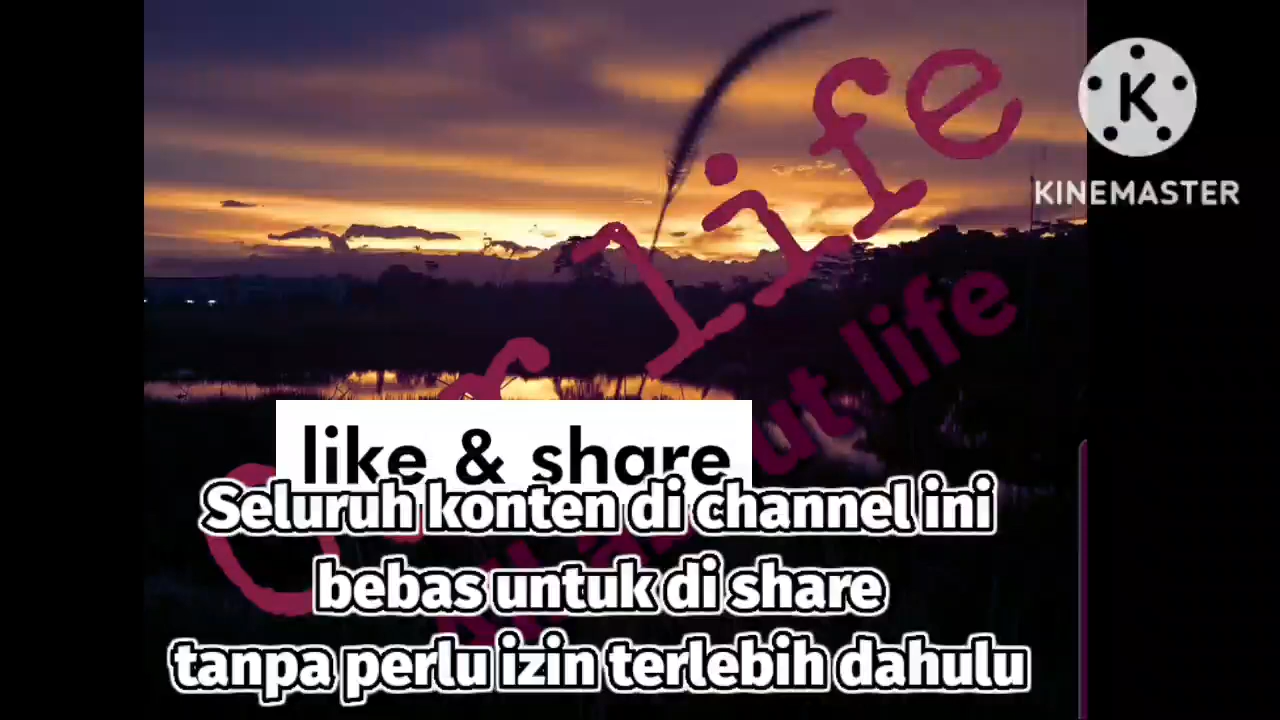 KINEMASTER
life
ut life
like & share
Seluruh konten di channel ini
bebas untuk di share
tanpa perlu izin terlebih dahulu